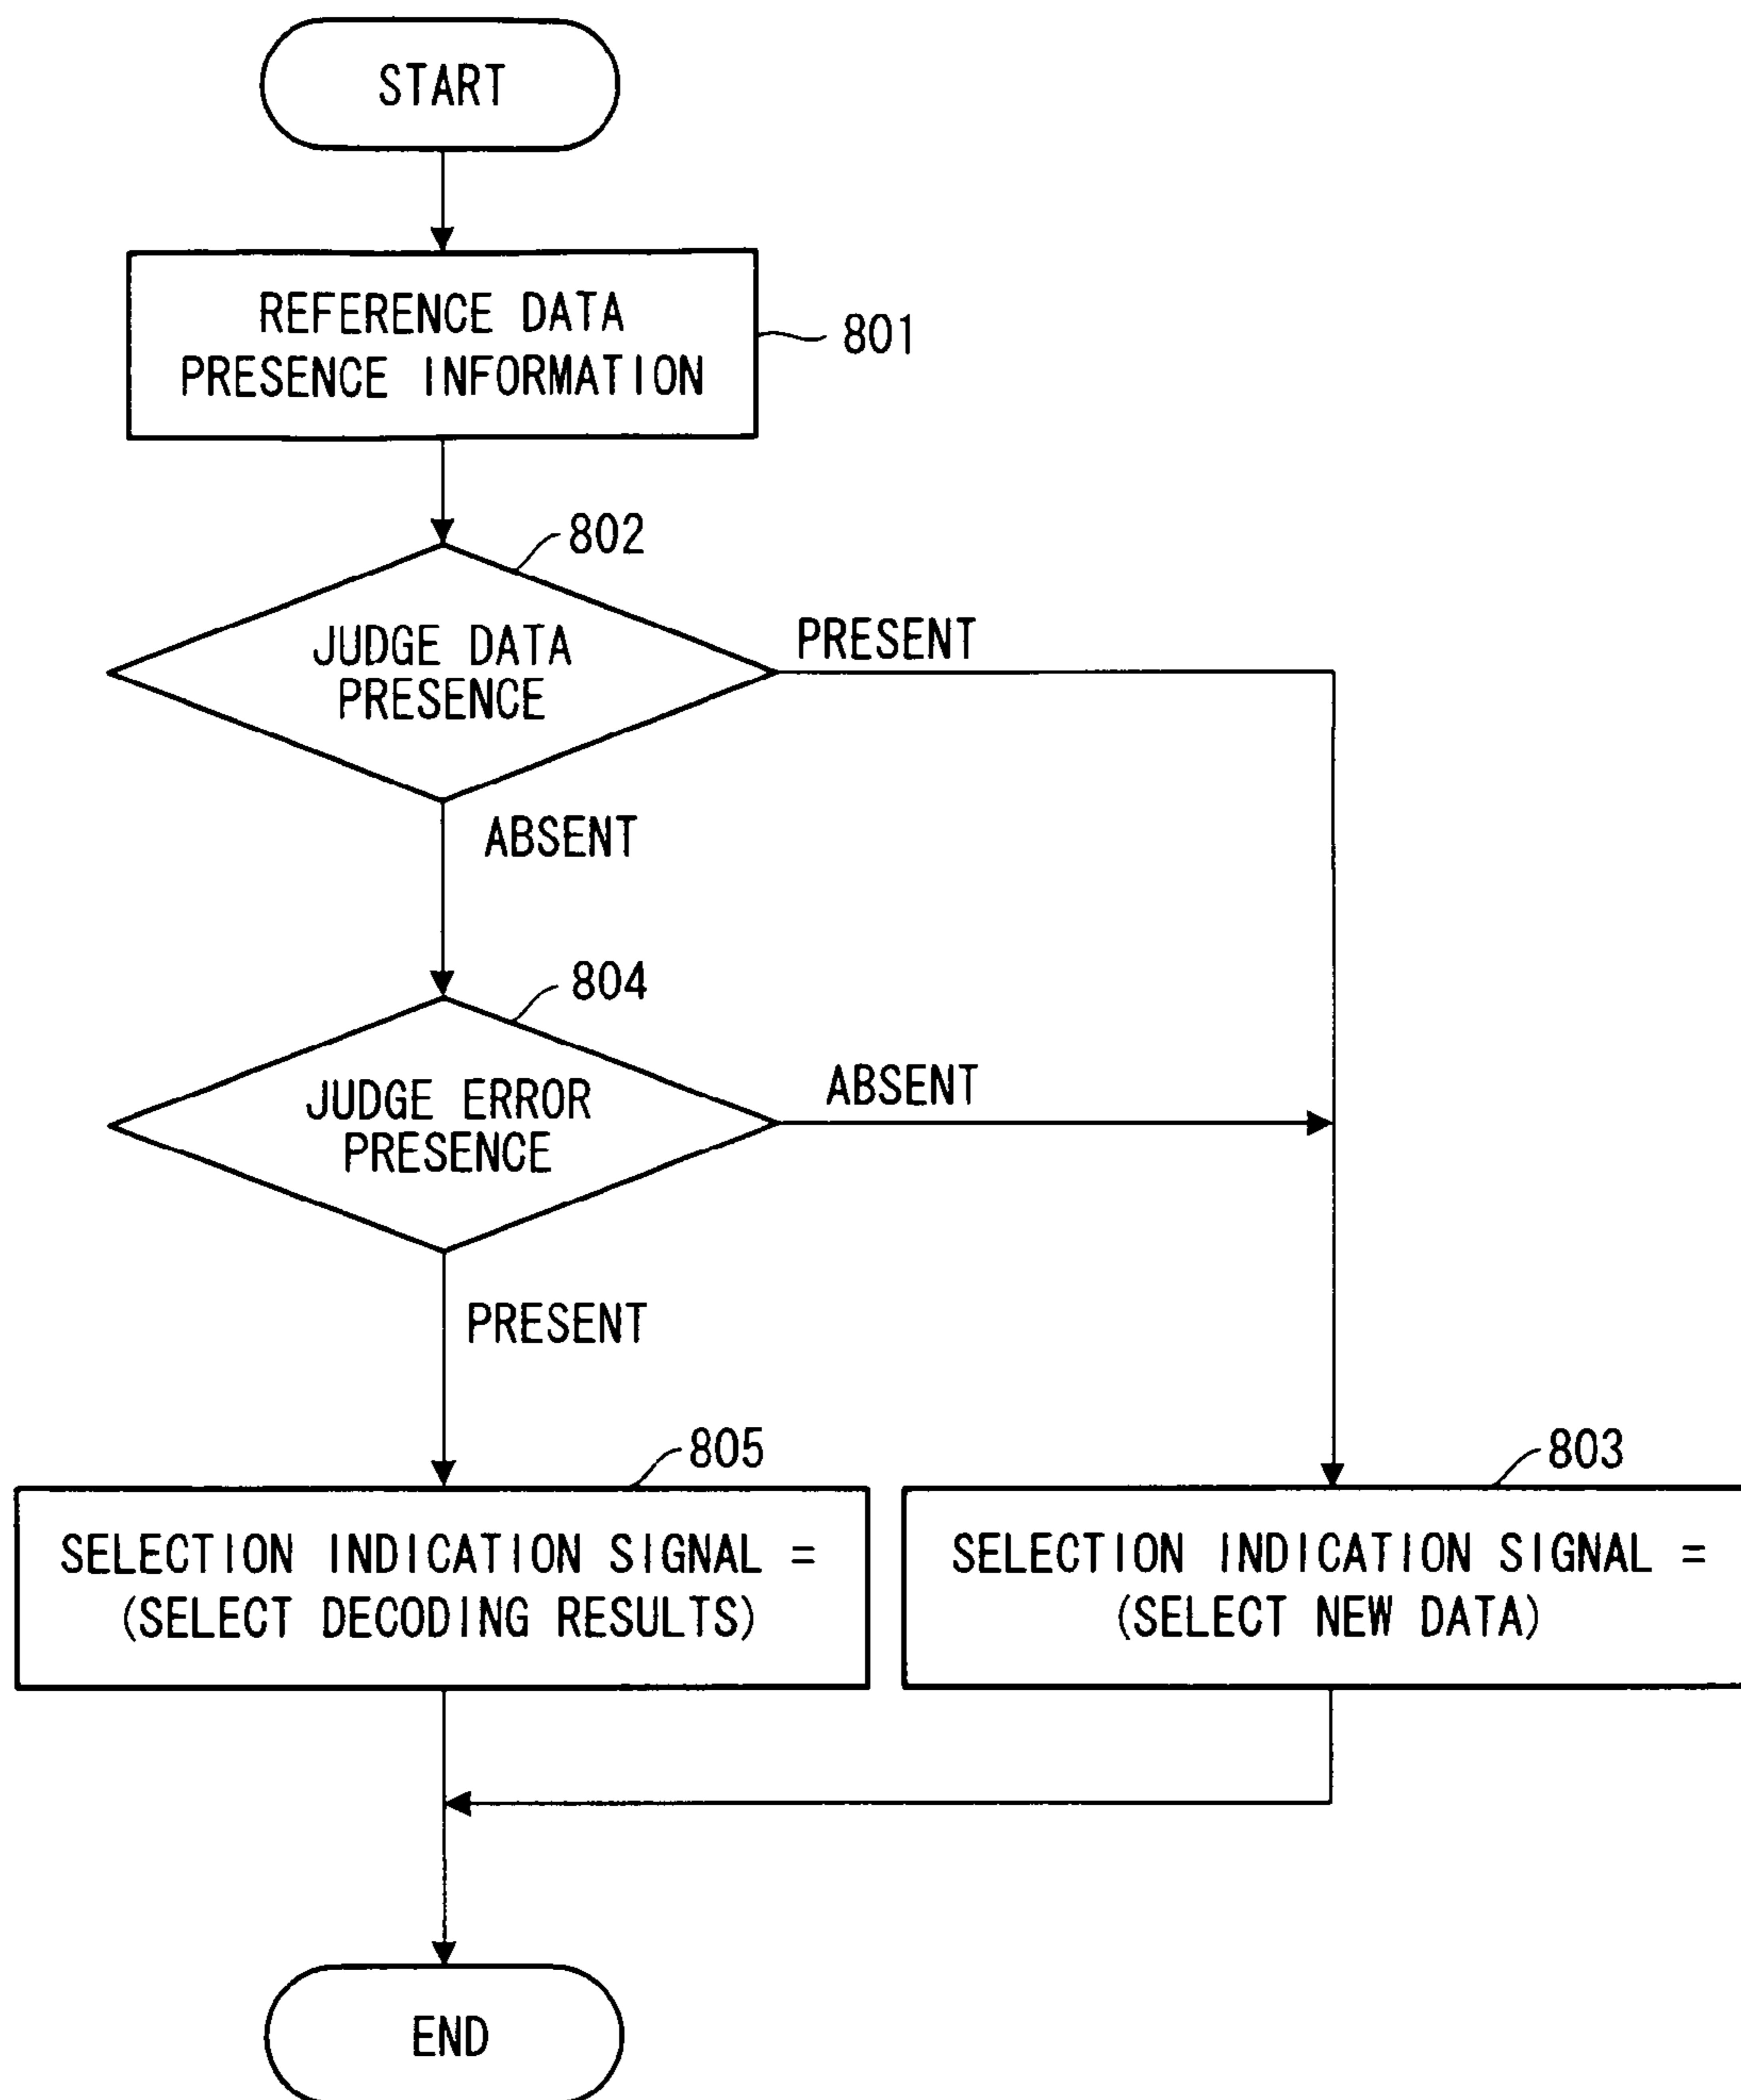 START
REFERENCE DATA
PRESENCE INFORMATION
801
802
JUDGE DATA
PRESENCE
PRESENT
ABSENT
804
JUDGE ERROR
PRESENCE
ABSENT
PRESENT
805
SELECTION INDICATION SIGNAL =
(SELECT DECODING RESULTS)
803
SELECTION INDICATION SIGNAL =
(SELECT NEW DATA)
END